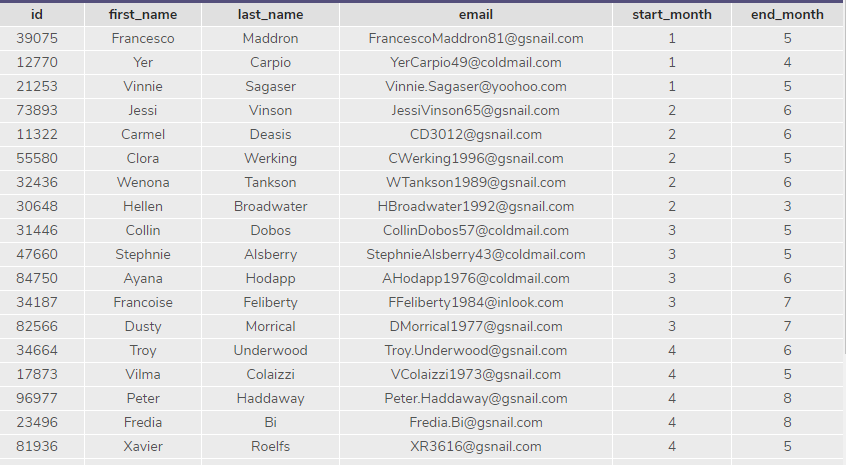 id first_name last_name email start_month end_month
39075 Francesco Maddron FrancescoMaddron81@gsnail.com 1 5
12770 Yer Carpio YerCarpio49@coldmail.com 1 4
21253 Vinnie Sagaser Vinnie.Sagaser@yoohoo.com 1 5
73893 Jessi Vinson JessiVinson65@gsnail.com 2 6
11322 Carmel Deasis CD3012@gsnail.com 2 6
55580 Clora Werking CWerking1996@gsnail.com 2 5
32436 Wenona Tankson WTankson1989@gsnail.com 2 6
30648 Hellen Broadwater HBroadwater1992@gsnail.com 2 3
31446 Collin Dobos CollinDobos57@coldmail.com 3 5
47660 Stephnie Alsberry StephnieAlsberry43@coldmail.com 3 5
84750 Ayana Hodapp AHodapp1976@coldmail.com 3 6
34187 Francoise Feliberty FFeliberty1984@inlook.com 3 7
82566 Dusty Morrical DMorrical1977@gsnail.com 3 7
34664 Troy Underwood Troy.Underwood@gsnail.com 4 6
17873 Vilma Colaizzi VColaizzi1973@gsnail.com 4 5
96977 Peter Haddaway Peter.Haddaway@gsnail.com 4 8
23496 Fredia Bi Fredia.Bi@gsnail.com 4 8
81936 Xavier Roelfs XR3616@gsnail.com 4 5